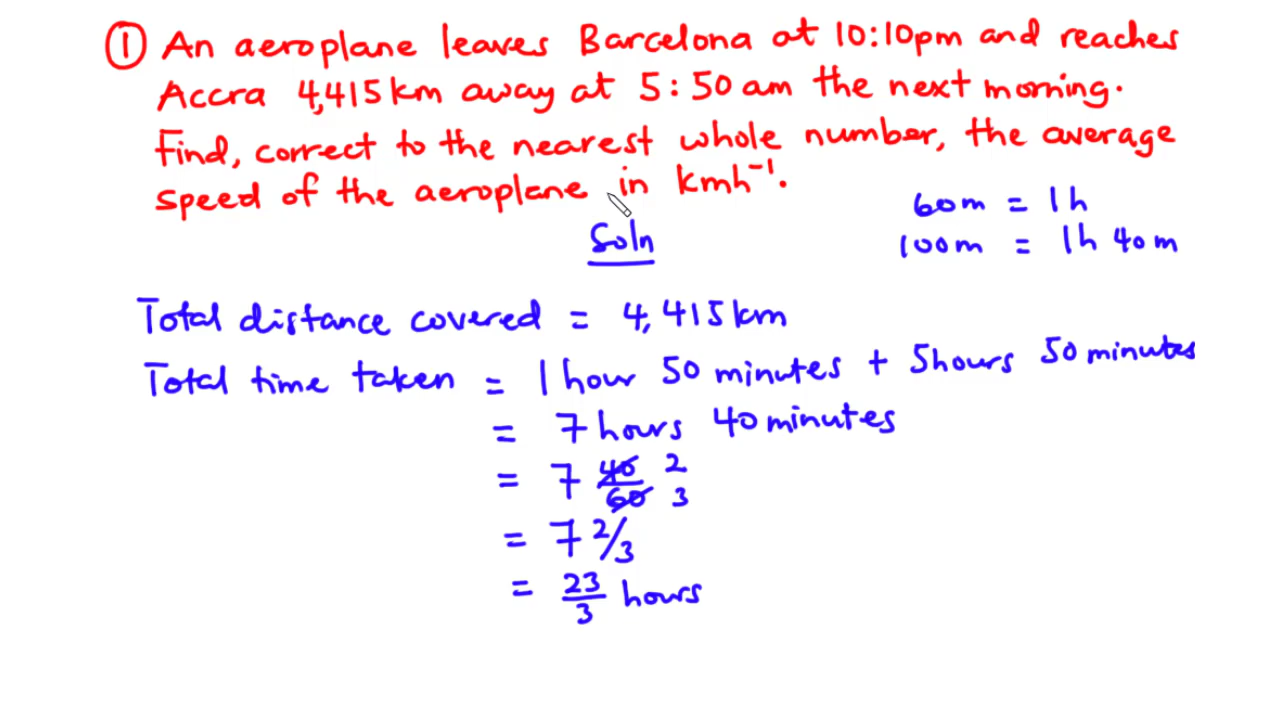 ① An aeroplane leaves Barcelona at 10:10pm and reaches
Accra 4,415km away at 5:50am the next morning.
Find, correct to the nearest whole number, the average
speed of the aeroplane in kmh⁻¹.
60m = 1h
Soln
100m = 1h 40m
Total distance covered = 4,415km
Total time taken = 1 hour 50 minutes + 5hours 50 minutes
= 7 hours 40 minutes
= 7 40/60 2/3
= 7 2/3
= 23/3 hours